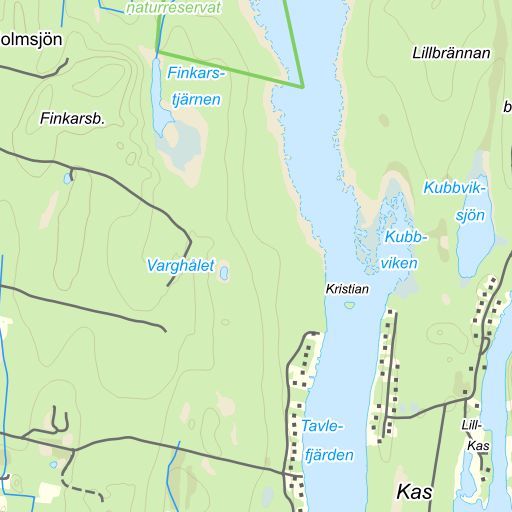 naturreservat
olmsjön
Lillbrännan
Finkars-
tjärnen
Finkarsb.
b
Kubbvik-
sjön
Kubb-
viken
Varghålet
Kristian
Tavle-
fjärden
Lill-
Kas
Kas